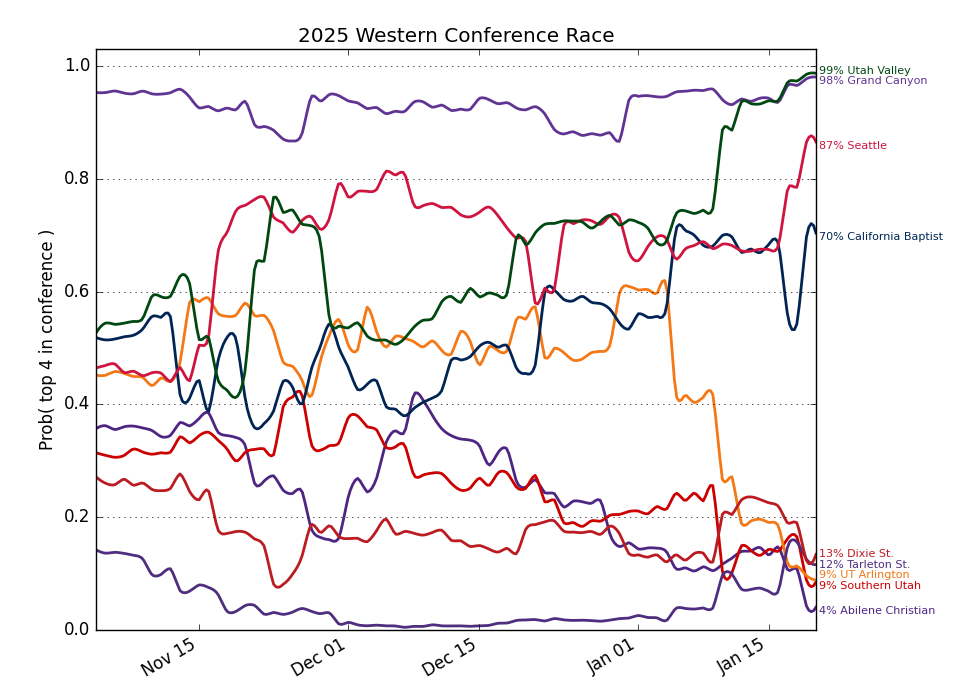 2025 Western Conference Race
Prob( top 4 in conference )
1.0
0.8
0.6
0.4
0.2
0.0
Nov 15
Dec 01
Dec 15
Jan 01
Jan 15
99% Utah Valley
98% Grand Canyon
87% Seattle
70% California Baptist
13% Dixie St.
12% Tarleton St.
9% UT Arlington
9% Southern Utah
4% Abilene Christian